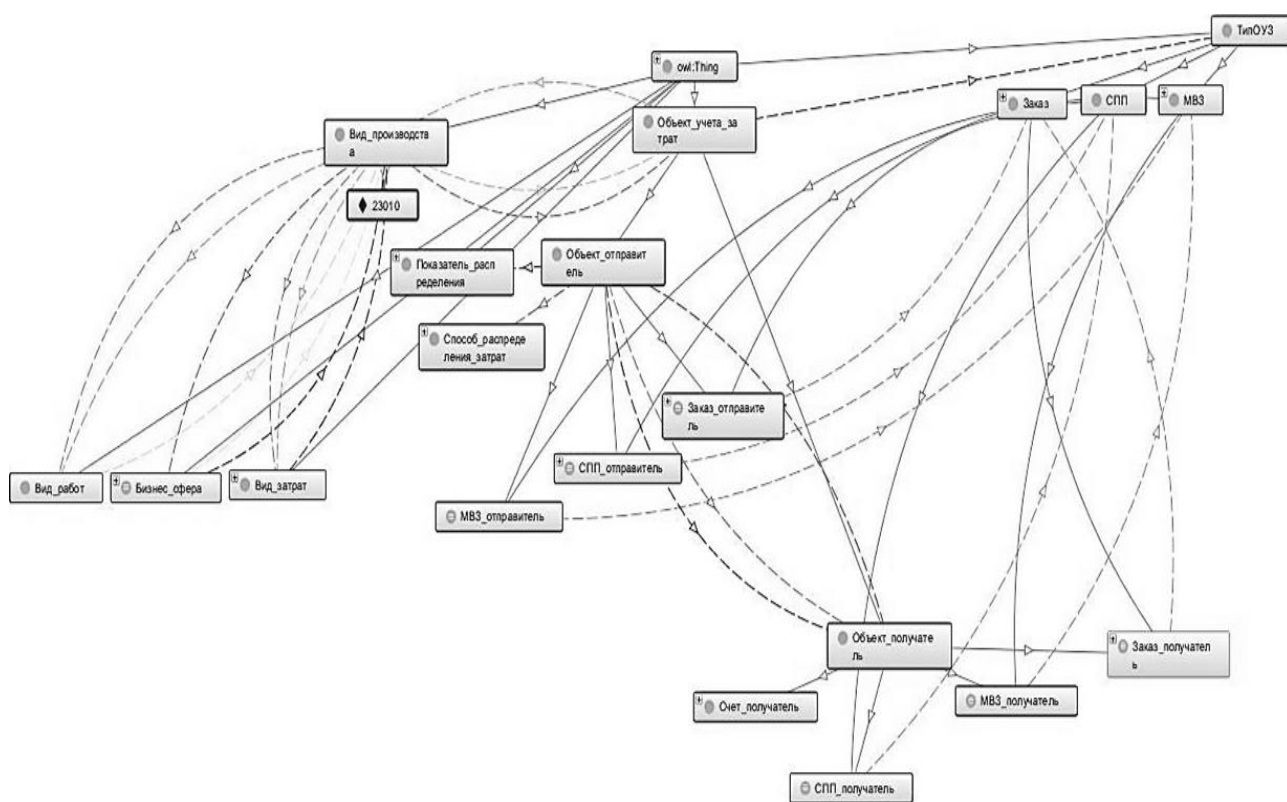 ТипОУЗ
owl:Thing
Заказ
СПП
МВЗ
Вид_производств
а
Объект_учета_за
трат
23010
Показатель_расп
ределения
Объект_отправит
ель
Способ_распреде
ления_затрат
Заказ_отправите
ль
СПП_отправитель
Вид_работ
Бизнес_сфера
Вид_затрат
МВЗ_отправитель
Объект_получате
ль
Заказ_получател
ь
Счет_получатель
МВЗ_получатель
СПП_получатель